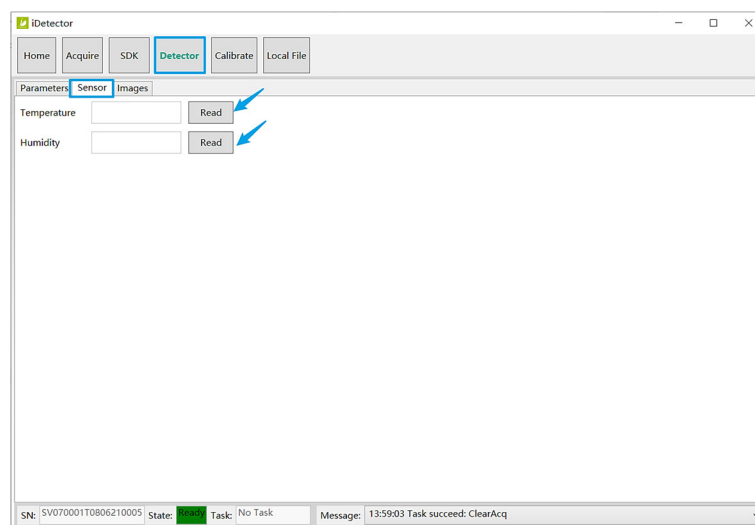 iDetector
Home Acquire SDK Detector Calibrate Local File
Parameters Sensor Images
Temperature Read
Humidity Read
SN: SV070001T0806210005 State: Ready Task: No Task Message: 13:59:03 Task succeed: ClearAcq